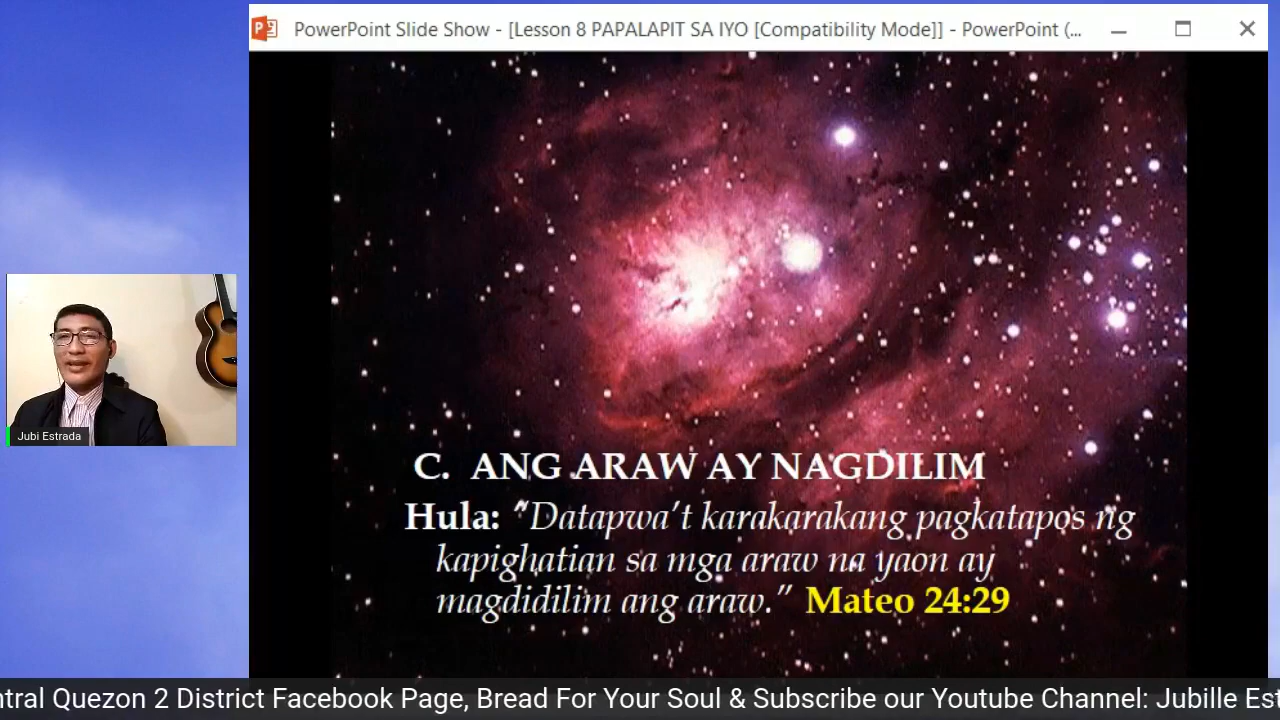 PowerPoint Slide Show - [Lesson 8 PAPALAPIT SA IYO [Compatibility Mode]] - PowerPoint (...
C. ANG ARAW AY NAGDILIM
Hula: “Datapwa’t karakarakang pagkatapos ng
kapighatian sa mga araw na yaon ay
magdidilim ang araw.” Mateo 24:29
Jubi Estrada
ntral Quezon 2 District Facebook Page, Bread For Your Soul & Subscribe our Youtube Channel: Jubille Est